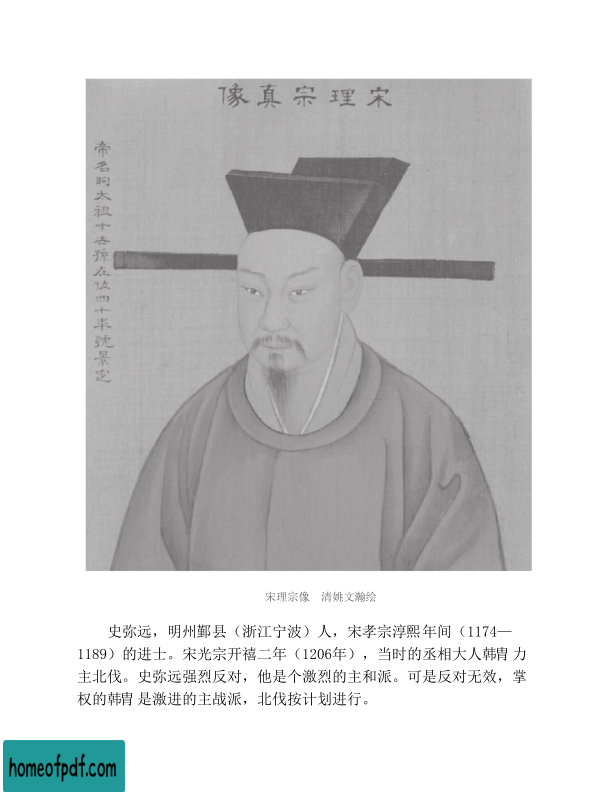 宋理宗真像
帝名昀太祖十世孫在位四十年號景定
宋理宗像　清姚文瀚绘
史弥远，明州鄞县（浙江宁波）人，宋孝宗淳熙年间（1174—
1189）的进士。宋光宗开禧二年（1206年），当时的丞相大人韩胄 力
主北伐。史弥远强烈反对，他是个激烈的主和派。可是反对无效，掌
权的韩胄 是激进的主战派，北伐按计划进行。
homeofpdf.com